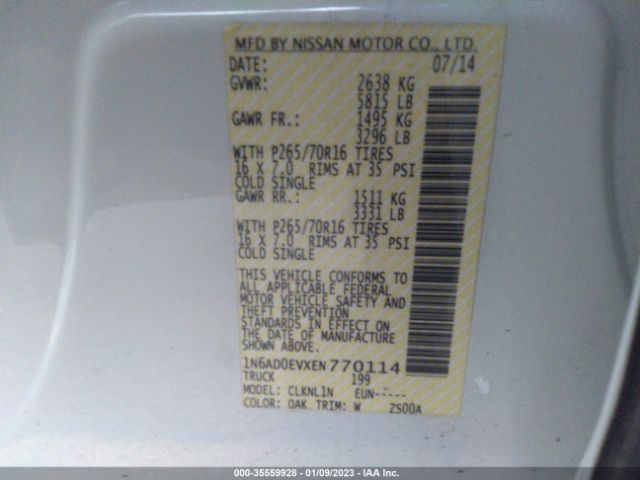 MFD BY NISSAN MOTOR CO., LTD.
DATE: 07/14
GVWR: 2638 KG
5815 LB
GAWR FR.: 1495 KG
3296 LB
WITH P265/70R16 TIRES
16 X 7.0 RIMS AT 35 PSI
COLD SINGLE
GAWR RR.: 1511 KG
3331 LB
WITH P265/70R16 TIRES
16 X 7.0 RIMS AT 35 PSI
COLD SINGLE
THIS VEHICLE CONFORMS TO
ALL APPLICABLE FEDERAL
MOTOR VEHICLE SAFETY AND
THEFT PREVENTION
STANDARDS IN EFFECT ON
THE DATE OF MANUFACTURE
SHOWN ABOVE.
1N6AD0EVXEN770114
TRUCK 199
MODEL: CLKNL1N EUN-----
COLOR: QAK TRIM: W ZS00A
000-35559928 - 01/09/2023 - IAA Inc.